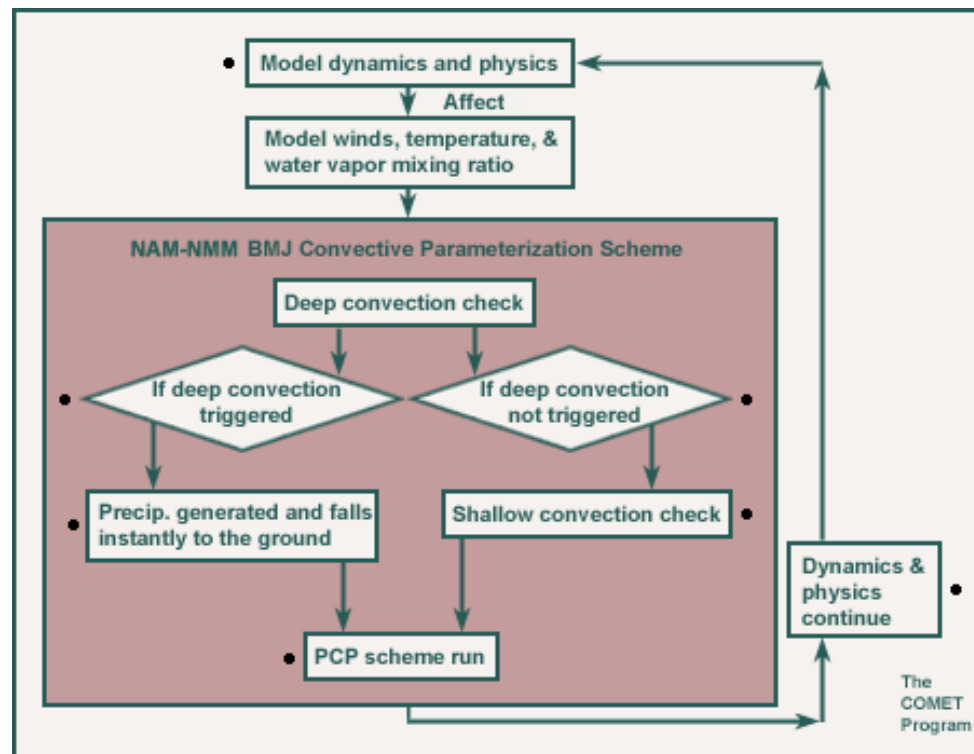 Model dynamics and physics
Affect
Model winds, temperature, &
water vapor mixing ratio
NAM-NMM BMJ Convective Parameterization Scheme
Deep convection check
If deep convection
triggered
If deep convection
not triggered
Precip. generated and falls
instantly to the ground
Shallow convection check
PCP scheme run
Dynamics &
physics
continue
The
COMET
Program